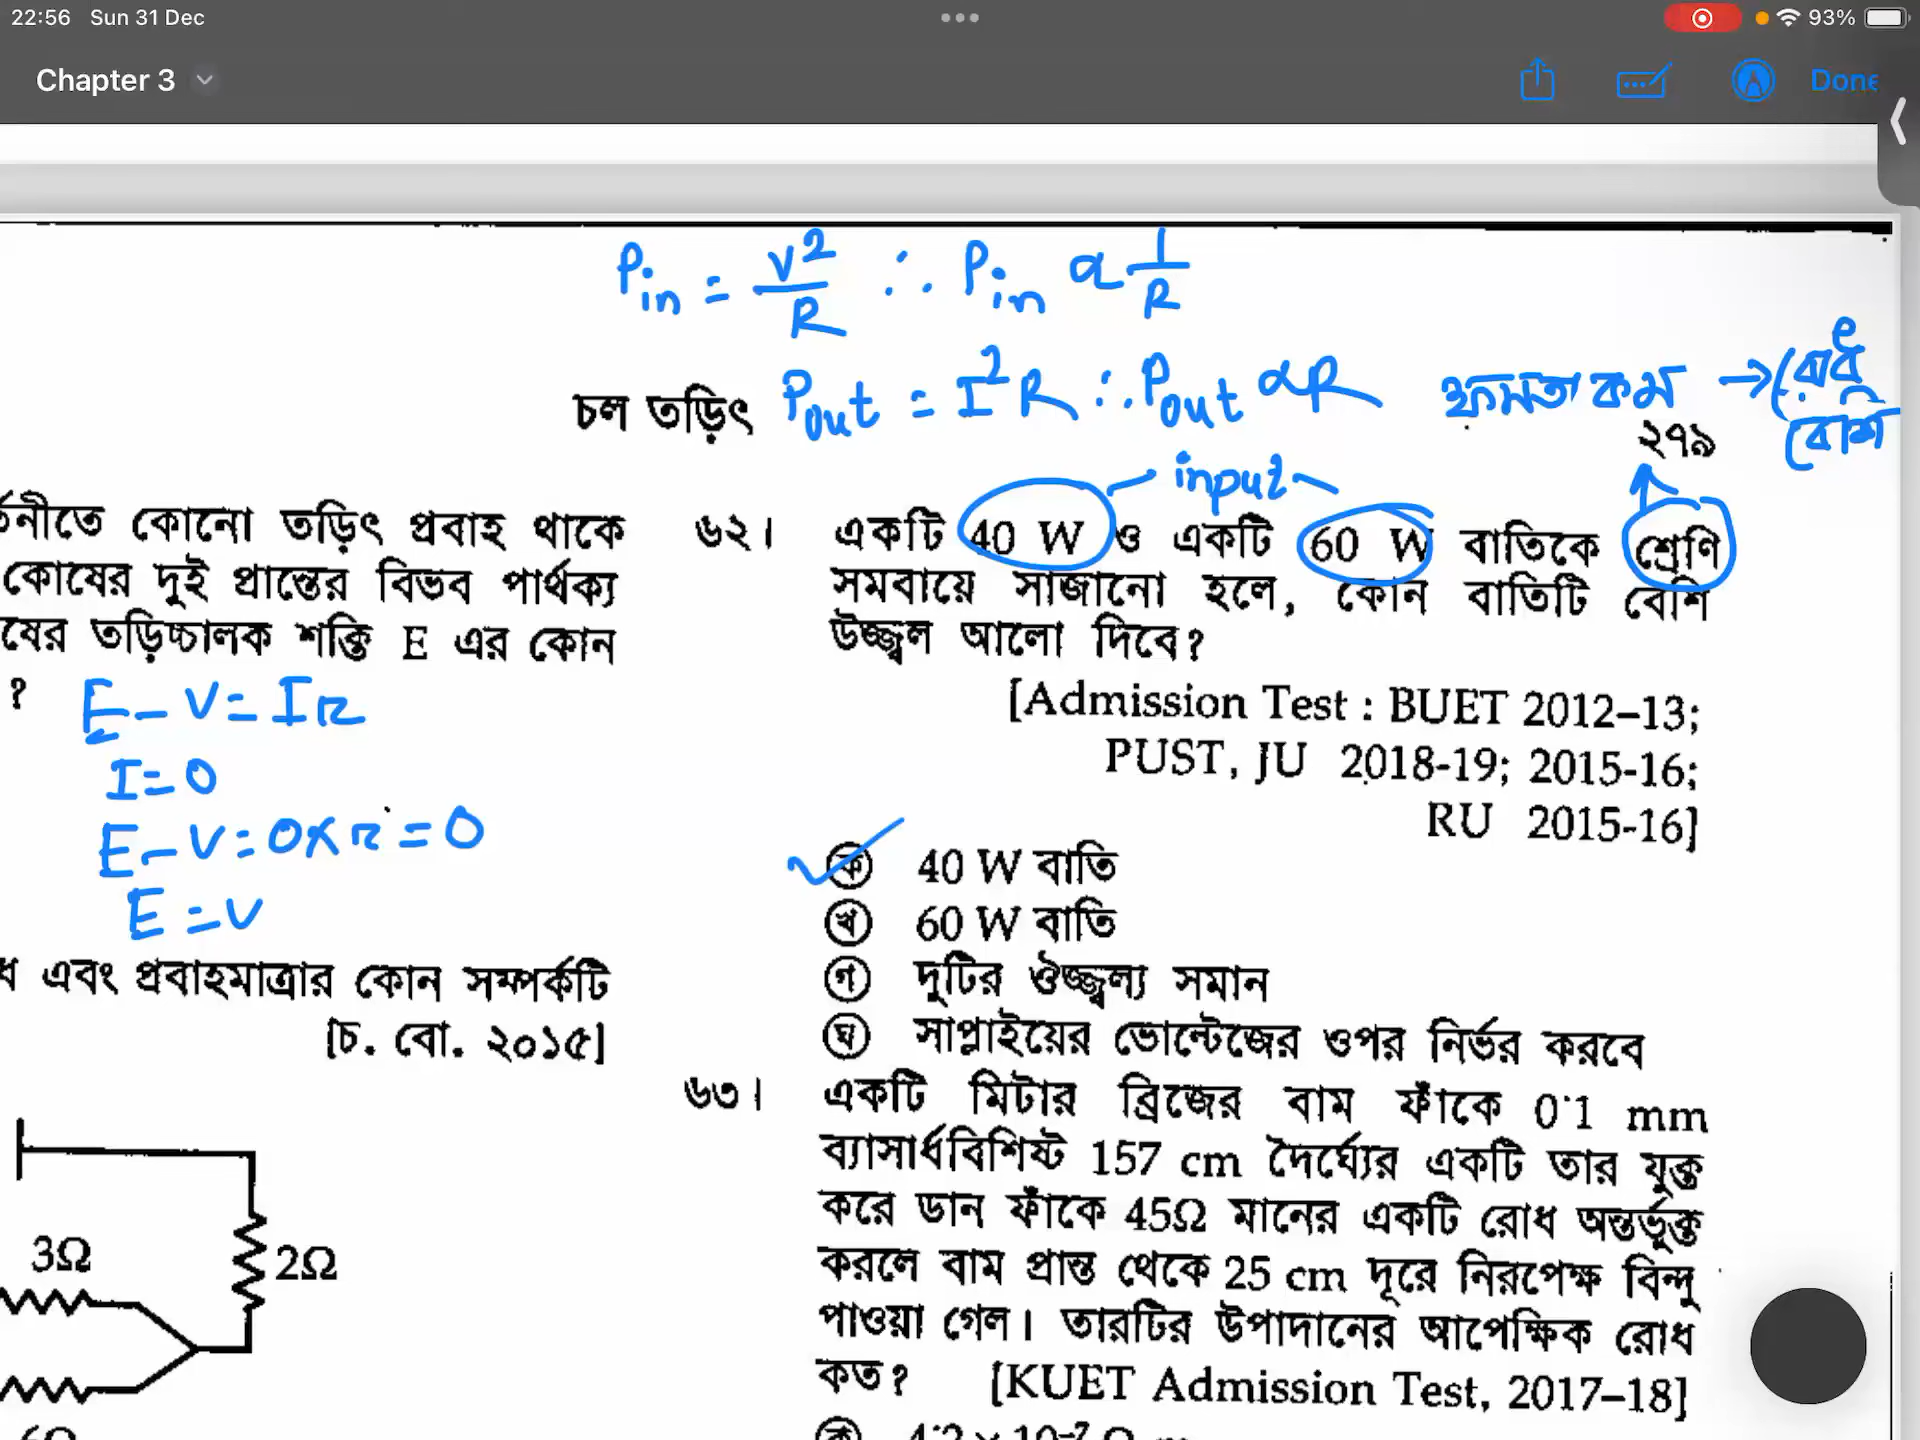 22:56 Sun 31 Dec
93%
Chapter 3
Done
Pin = V²/R ∴ Pin α 1/R
চল তড়িৎ Pout = I²R ∴ Pout αR ক্ষমতা কম → রোধ বেশি
২৭৯
input
র্তনীতে কোনো তড়িৎ প্রবাহ থাকে
কোষের দুই প্রান্তের বিভব পার্থক্য
ষের তড়িচ্চালক শক্তি E এর কোন
?
E - V = Ir
I = 0
E - V = 0 x r = 0
E = V
ধ এবং প্রবাহমাত্রার কোন সম্পর্কটি
[চ. বো. ২০১৫]
3Ω
2Ω
6Ω
৬২। একটি 40 W ও একটি 60 W বাতিকে শ্রেণি
সমবায়ে সাজানো হলে, কোন বাতিটি বেশি
উজ্জ্বল আলো দিবে?
[Admission Test : BUET 2012–13;
PUST, JU 2018-19; 2015-16;
RU 2015-16]
ক 40 W বাতি
খ 60 W বাতি
গ দুটির ঔজ্জ্বল্য সমান
ঘ সাপ্লাইয়ের ভোল্টেজের ওপর নির্ভর করবে
৬৩। একটি মিটার ব্রিজের বাম ফাঁকে 0·1 mm
ব্যাসার্ধবিশিষ্ট 157 cm দৈর্ঘ্যের একটি তার যুক্ত
করে ডান ফাঁকে 45Ω মানের একটি রোধ অন্তর্ভুক্ত
করলে বাম প্রান্ত থেকে 25 cm দূরে নিরপেক্ষ বিন্দু
পাওয়া গেল। তারটির উপাদানের আপেক্ষিক রোধ
কত? [KUET Admission Test, 2017–18]